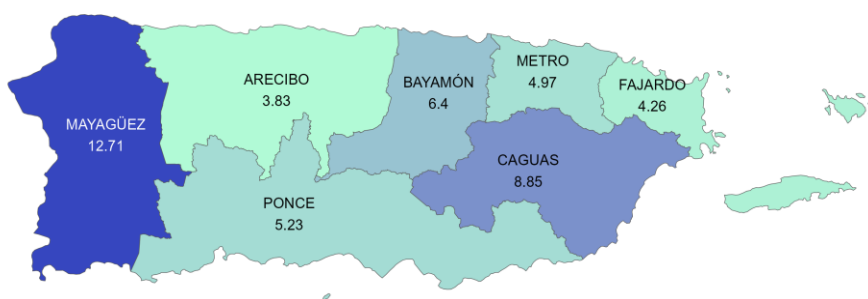 METRO
4.97
ARECIBO
3.83
BAYAMÓN
6.4
FAJARDO
4.26
MAYAGÜEZ
12.71
CAGUAS
8.85
PONCE
5.23